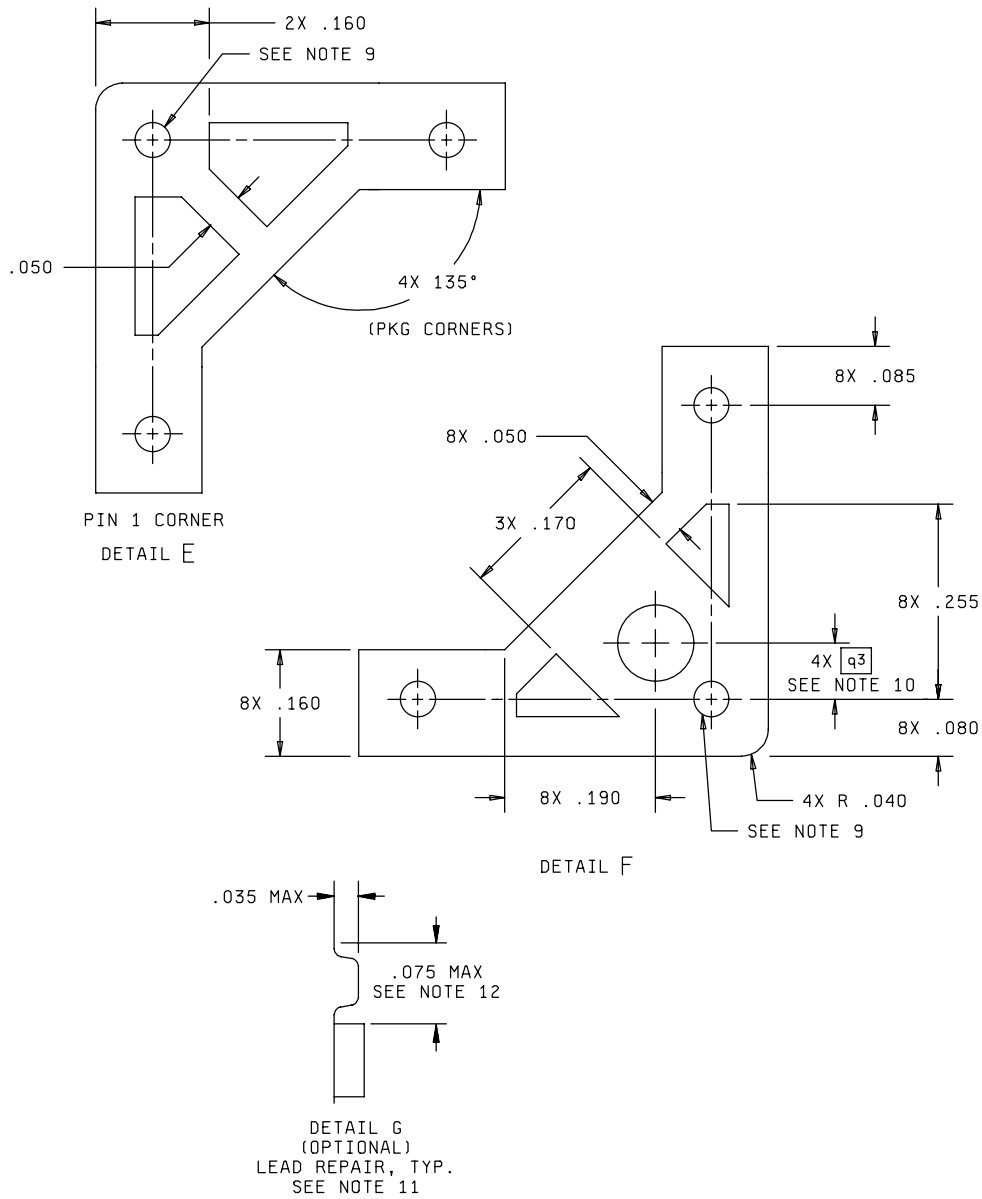 2X .160
SEE NOTE 9
.050
4X 135°
(PKG CORNERS)
PIN 1 CORNER
DETAIL E
8X .085
8X .050
3X .170
8X .255
4X q3
SEE NOTE 10
8X .160
8X .080
8X .190
4X R .040
SEE NOTE 9
DETAIL F
.035 MAX
.075 MAX
SEE NOTE 12
DETAIL G
(OPTIONAL)
LEAD REPAIR, TYP.
SEE NOTE 11